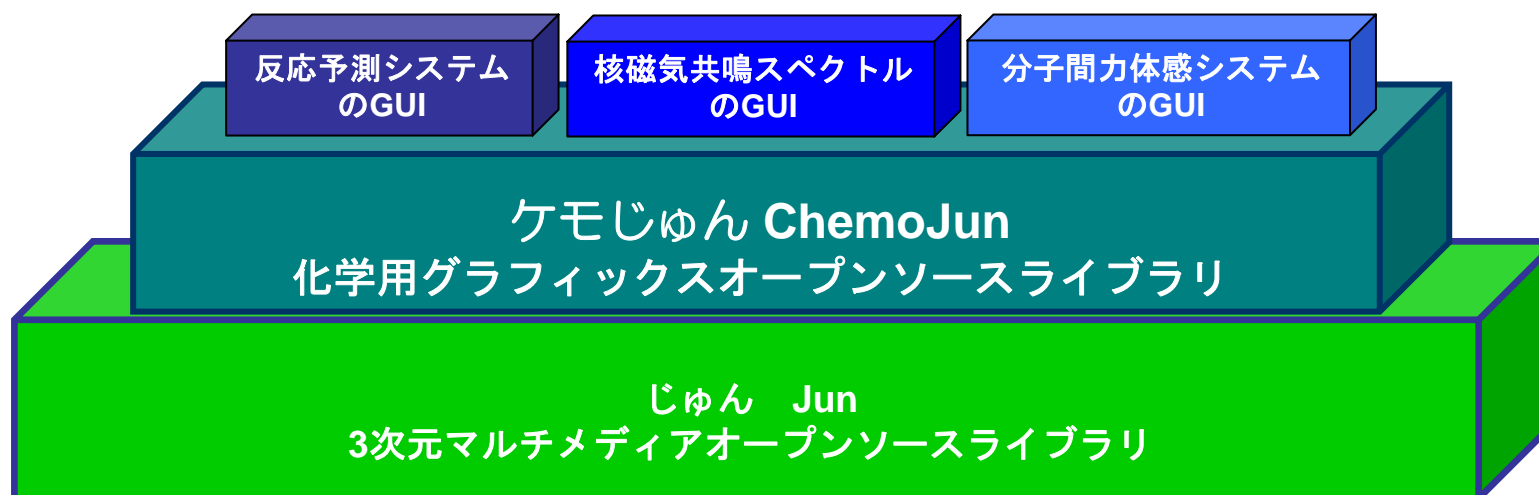 反応予測システム
のGUI
核磁気共鳴スペクトル
のGUI
分子間力体感システム
のGUI
ケモじゅん ChemoJun
化学用グラフィックスオープンソースライブラリ
じゅん　Jun
3次元マルチメディアオープンソースライブラリ